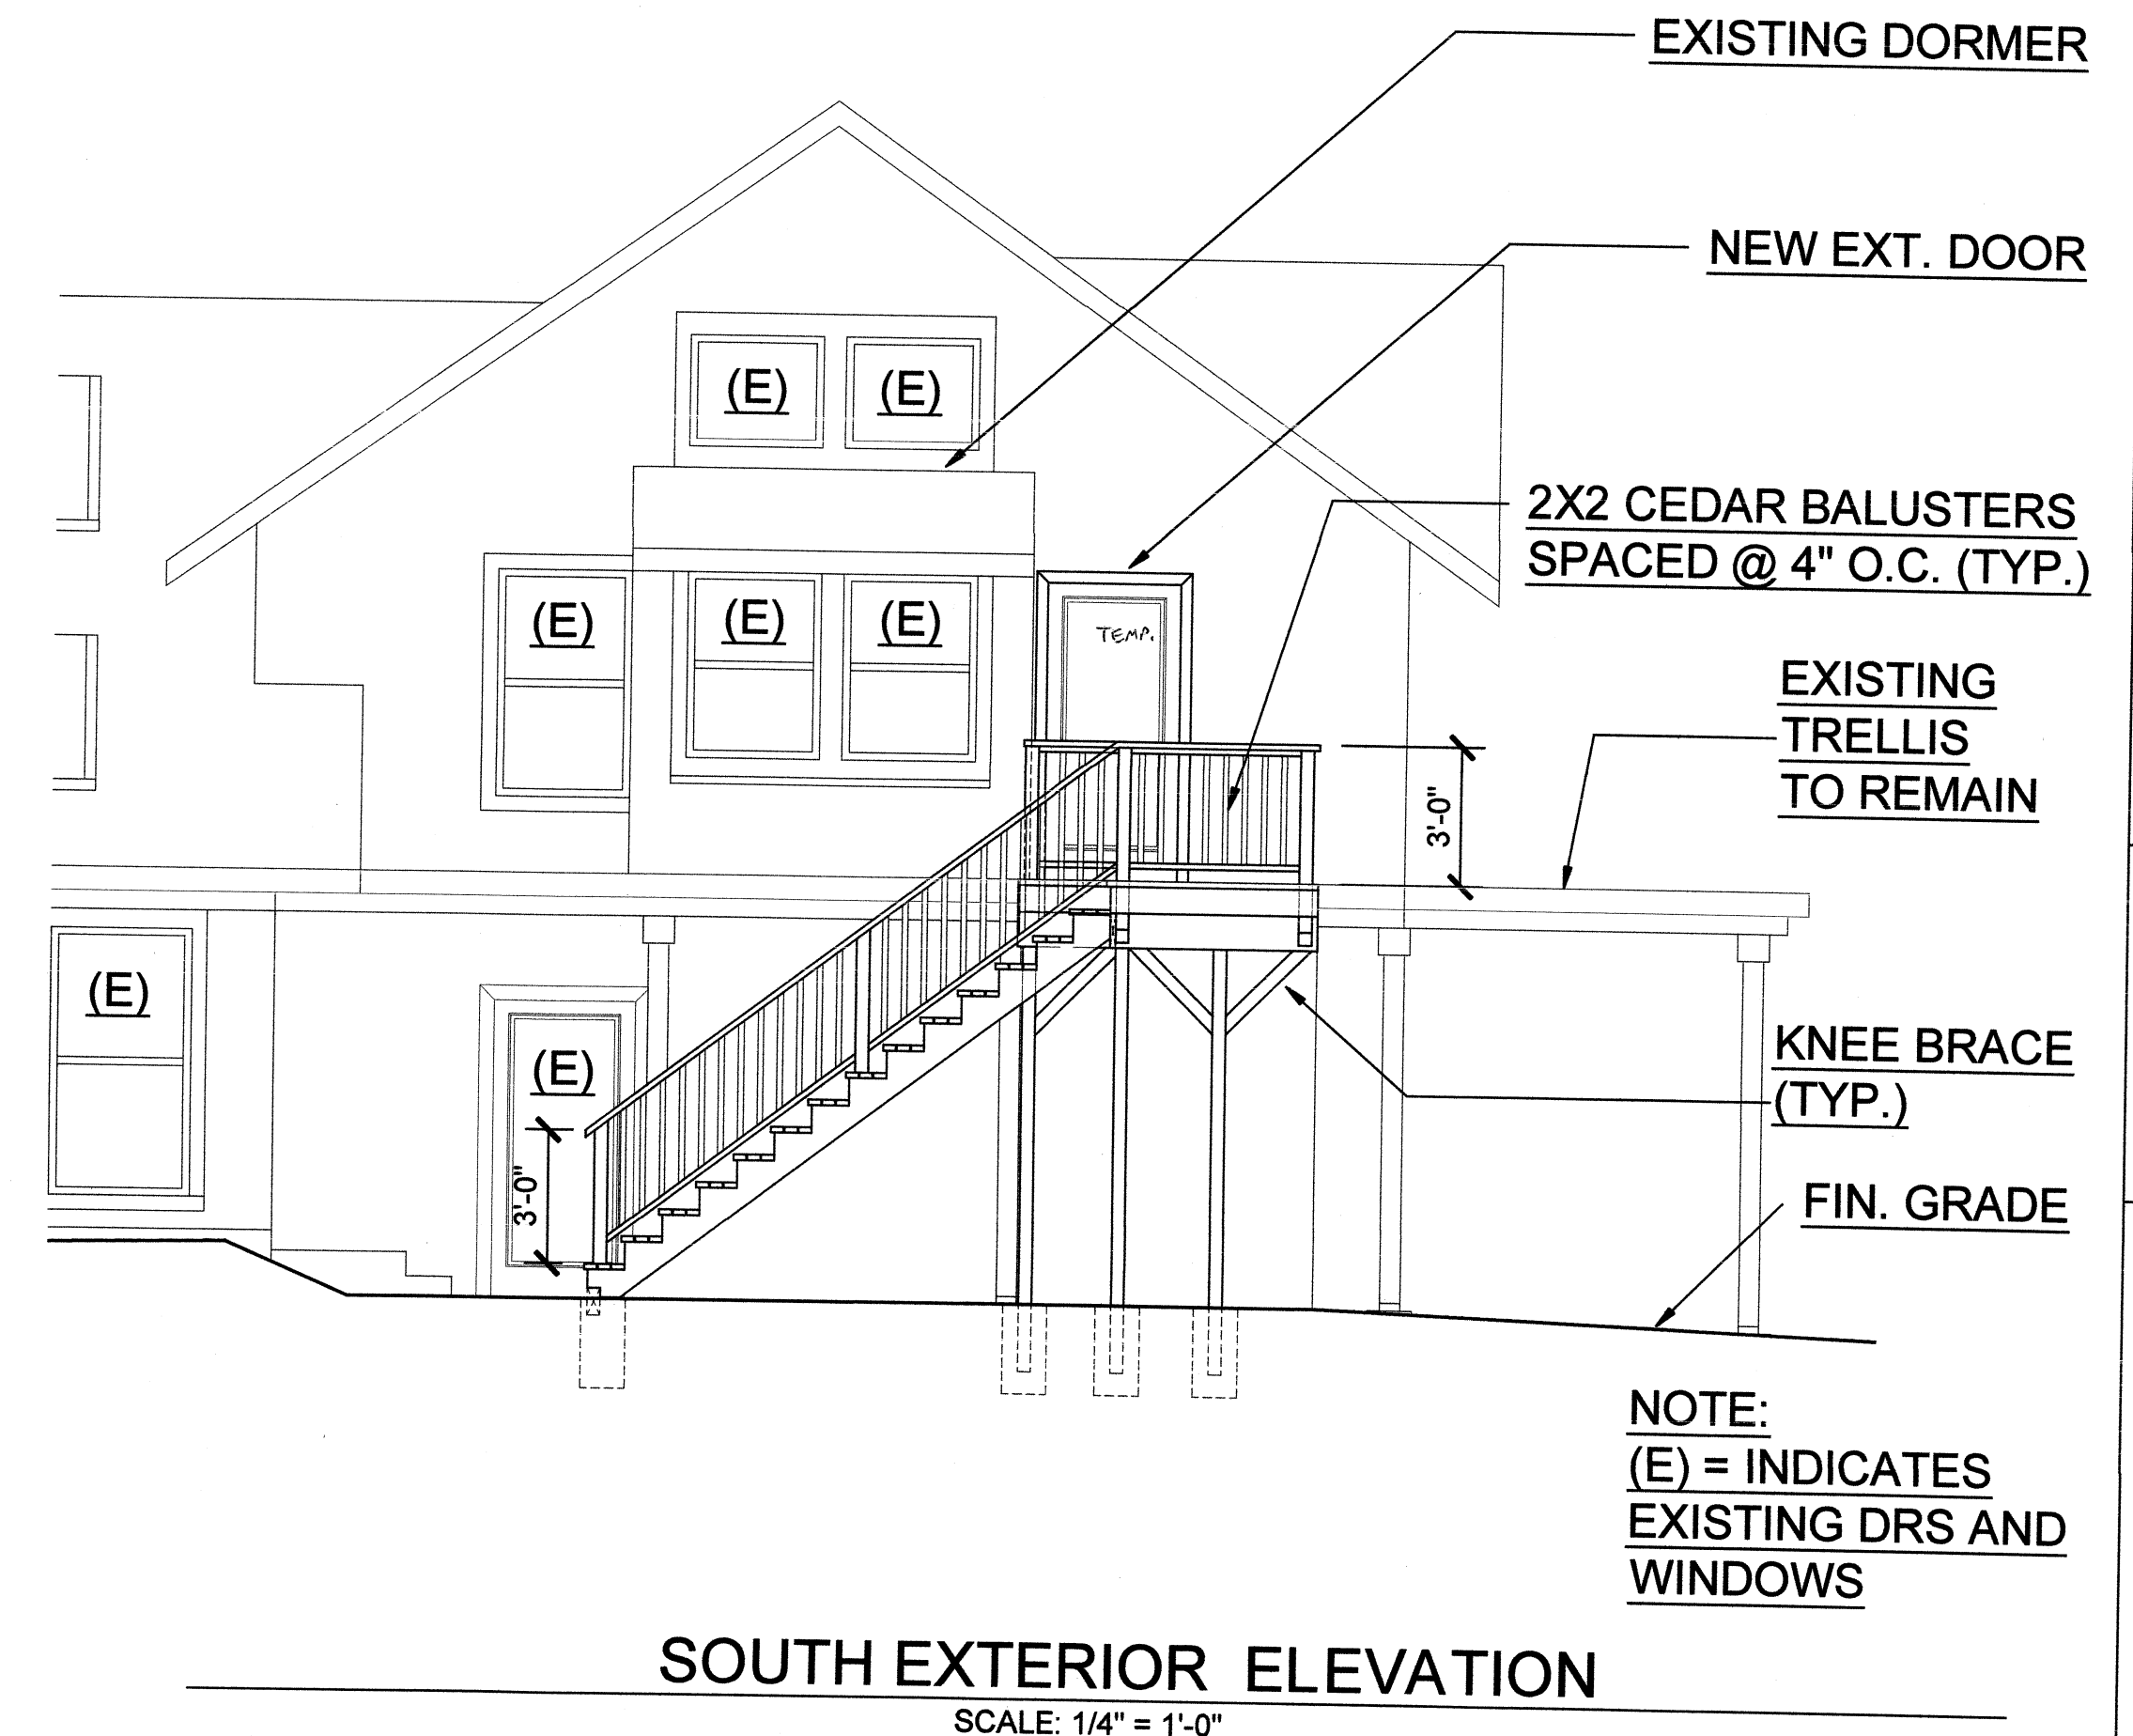 EXISTING DORMER
NEW EXT. DOOR
(E)
(E)
2X2 CEDAR BALUSTERS
SPACED @ 4" O.C. (TYP.)
(E)
(E)
(E)
TEMP.
EXISTING
TRELLIS
TO REMAIN
3'-0"
(E)
(E)
KNEE BRACE
(TYP.)
3'-0"
FIN. GRADE
NOTE:
(E) = INDICATES
EXISTING DRS AND
WINDOWS
SOUTH EXTERIOR ELEVATION
SCALE: 1/4" = 1'-0"